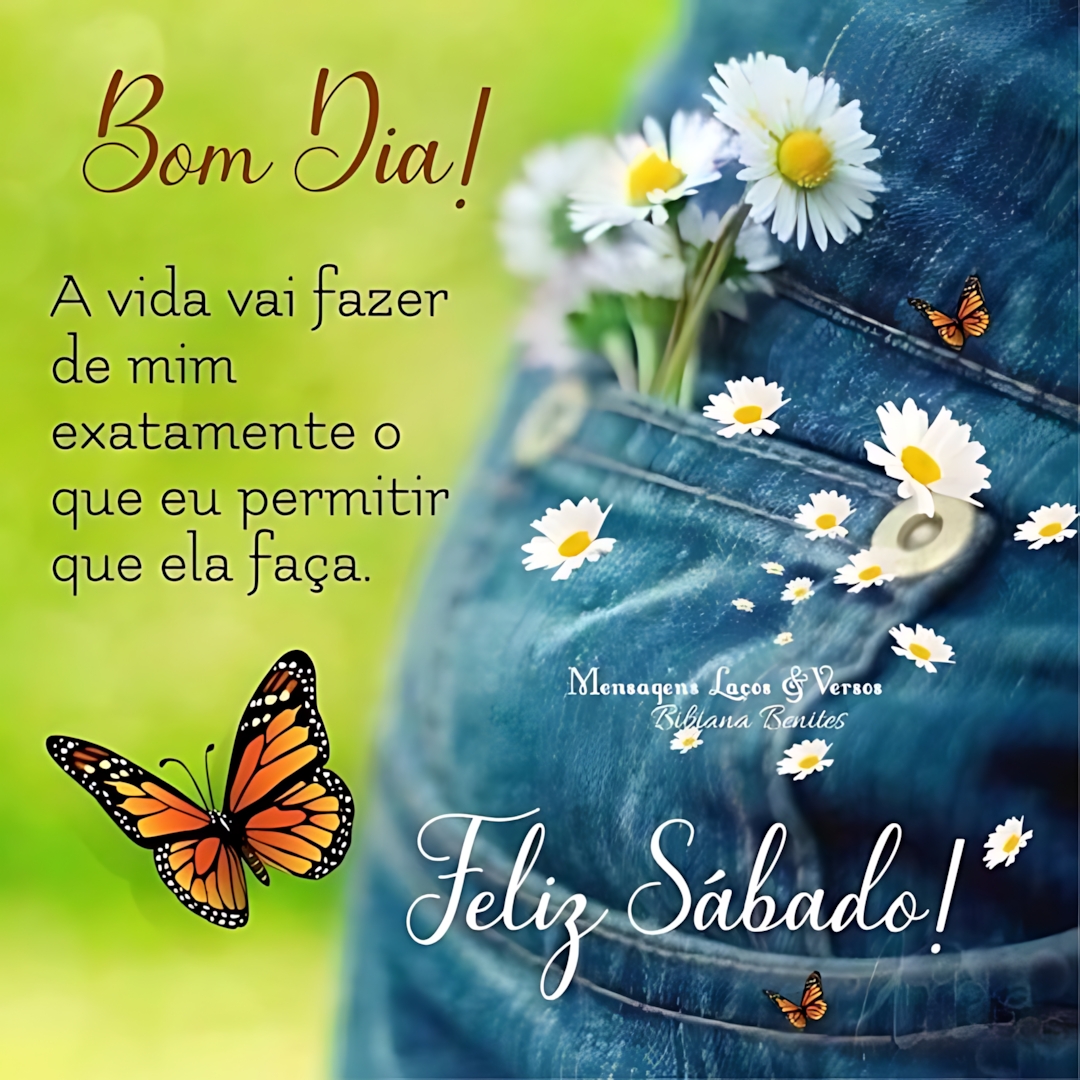 Bom Dia!
A vida vai fazer
de mim
exatamente o
que eu permitir
que ela faça.
Mensagens Laços & Versos
Bibiana Benites
Feliz Sábado!